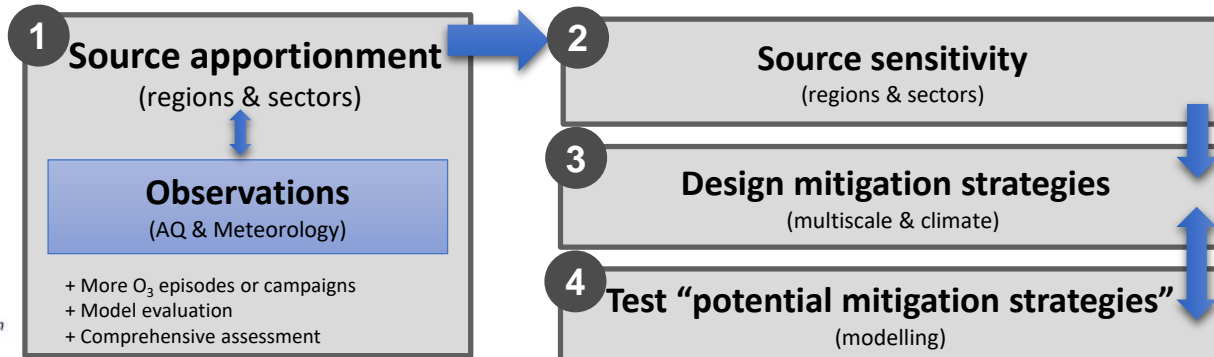 1
Source apportionment
(regions & sectors)
Observations
(AQ & Meteorology)
+ More O₃ episodes or campaigns
+ Model evaluation
+ Comprehensive assessment
2
Source sensitivity
(regions & sectors)
3
Design mitigation strategies
(multiscale & climate)
4
Test “potential mitigation strategies”
(modelling)